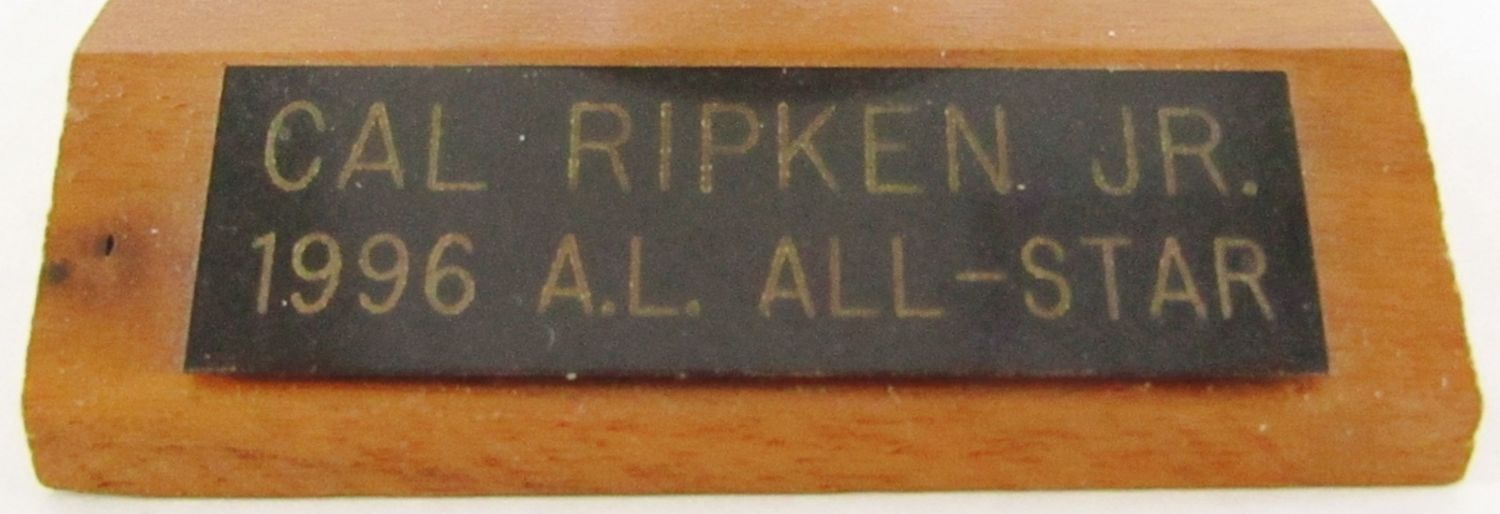 CAL RIPKEN JR.
1996 A.L. ALL-STAR